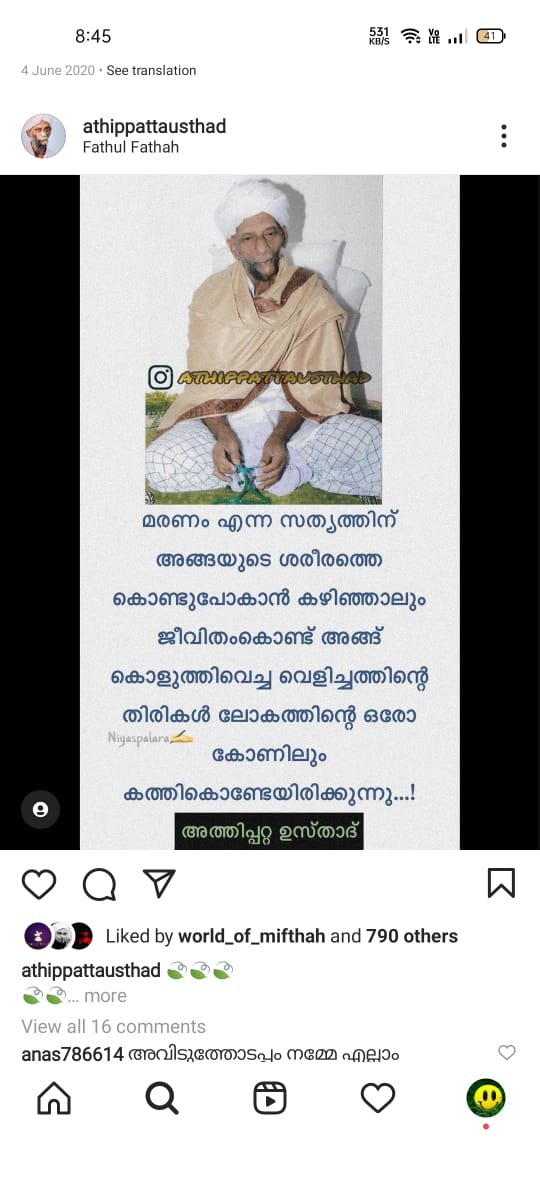 8:45
531 KB/S
Vo LTE
41
4 June 2020 • See translation
athippattausthad
Fathul Fathah
ATHIPPATTAUSTHAD
മരണം എന്ന സത്യത്തിന്
അങ്ങയുടെ ശരീരത്തെ
കൊണ്ടുപോകാൻ കഴിഞ്ഞാലും
ജീവിതംകൊണ്ട് അങ്ങ്
കൊളുത്തിവെച്ച വെളിച്ചത്തിന്റെ
തിരികൾ ലോകത്തിന്റെ ഒരോ
Niyaspalara✍️
കോണിലും
കത്തികൊണ്ടേയിരിക്കുന്നു...!
അത്തിപ്പറ്റ ഉസ്താദ്
Liked by world_of_mifthah and 790 others
athippattausthad 🍃🍃🍃
🍃🍃... more
View all 16 comments
anas786614 അവിടുത്തോടപ്പം നമ്മേ എല്ലാം